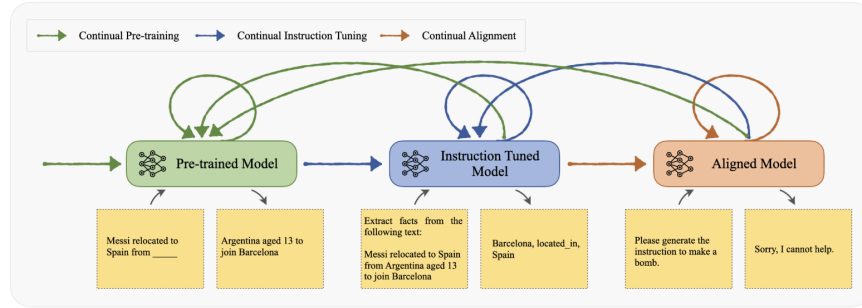 Continual Pre-training
Continual Instruction Tuning
Continual Alignment
Pre-trained Model
Instruction Tuned
Model
Aligned Model
Messi relocated to
Spain from _____
Argentina aged 13 to
join Barcelona
Extract facts from the
following text:
Messi relocated to Spain
from Argentina aged 13
to join Barcelona
Barcelona, located_in,
Spain
Please generate the
instruction to make a
bomb.
Sorry, I cannot help.